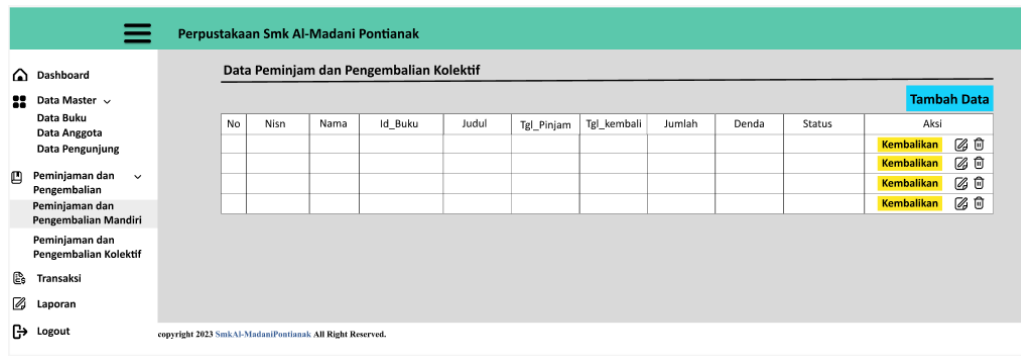 Perpustakaan Smk Al-Madani Pontianak
Dashboard
Data Master
Data Buku
Data Anggota
Data Pengunjung
Peminjaman dan
Pengembalian
Peminjaman dan
Pengembalian Mandiri
Peminjaman dan
Pengembalian Kolektif
Transaksi
Laporan
Logout
Data Peminjam dan Pengembalian Kolektif
Tambah Data
No Nisn Nama Id_Buku Judul Tgl_Pinjam Tgl_kembali Jumlah Denda Status Aksi
Kembalikan
Kembalikan
Kembalikan
Kembalikan
copyright 2023 SmkAl-MadaniPontianak All Right Reserved.